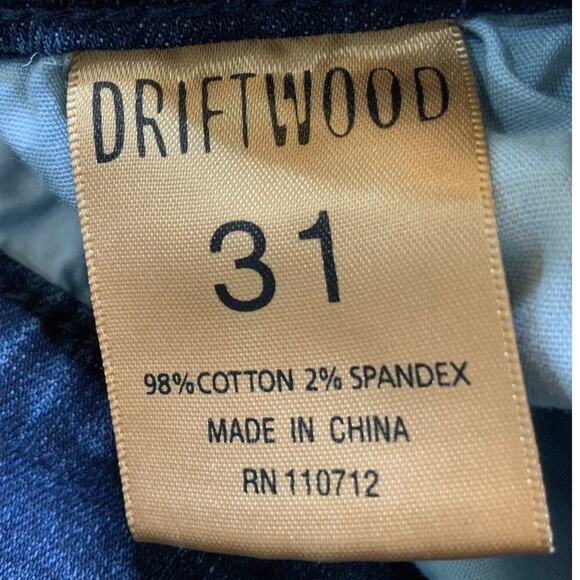 DRIFTWOOD
31
98%COTTON 2% SPANDEX
MADE IN CHINA
RN 110712